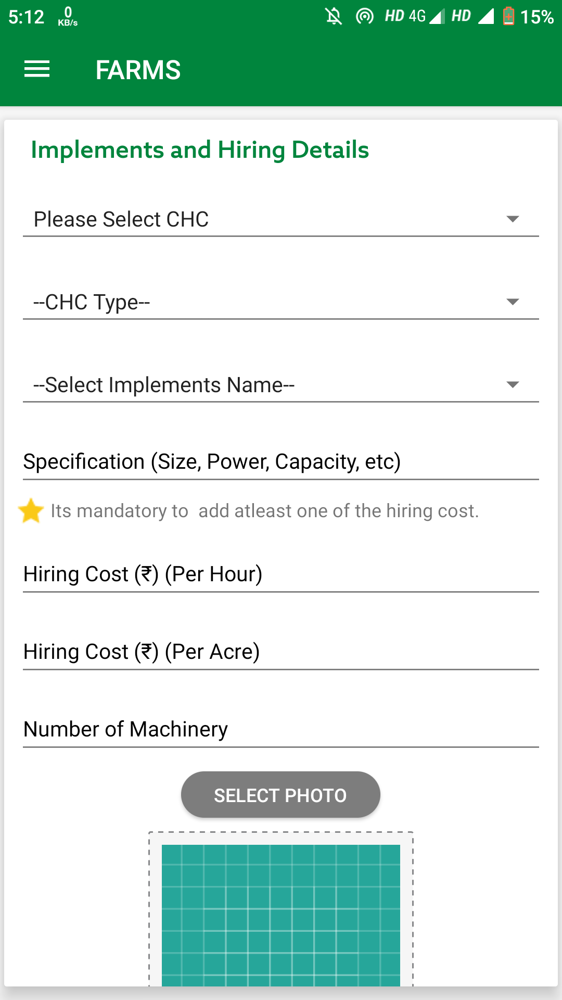 5:12 0 KB/s HD 4G HD 15%
FARMS
Implements and Hiring Details
Please Select CHC
--CHC Type--
--Select Implements Name--
Specification (Size, Power, Capacity, etc)
Its mandatory to  add atleast one of the hiring cost.
Hiring Cost (₹) (Per Hour)
Hiring Cost (₹) (Per Acre)
Number of Machinery
SELECT PHOTO